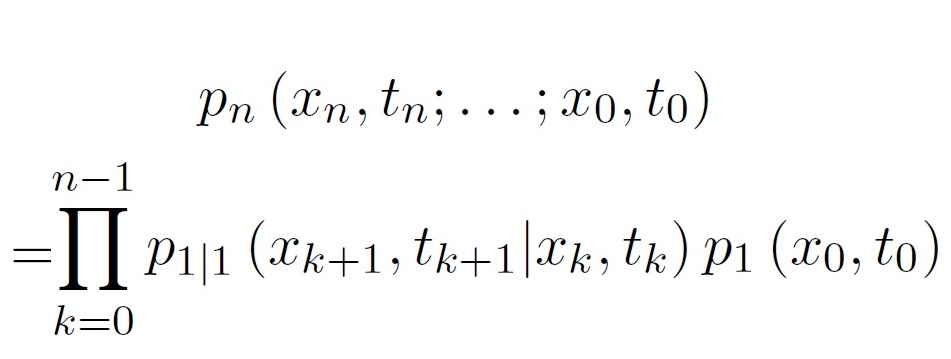 p_n (x_n, t_n; …; x_0, t_0)
= \prod_{k=0}^{n-1} p_{1|1} (x_{k+1}, t_{k+1} | x_k, t_k) p_1 (x_0, t_0)